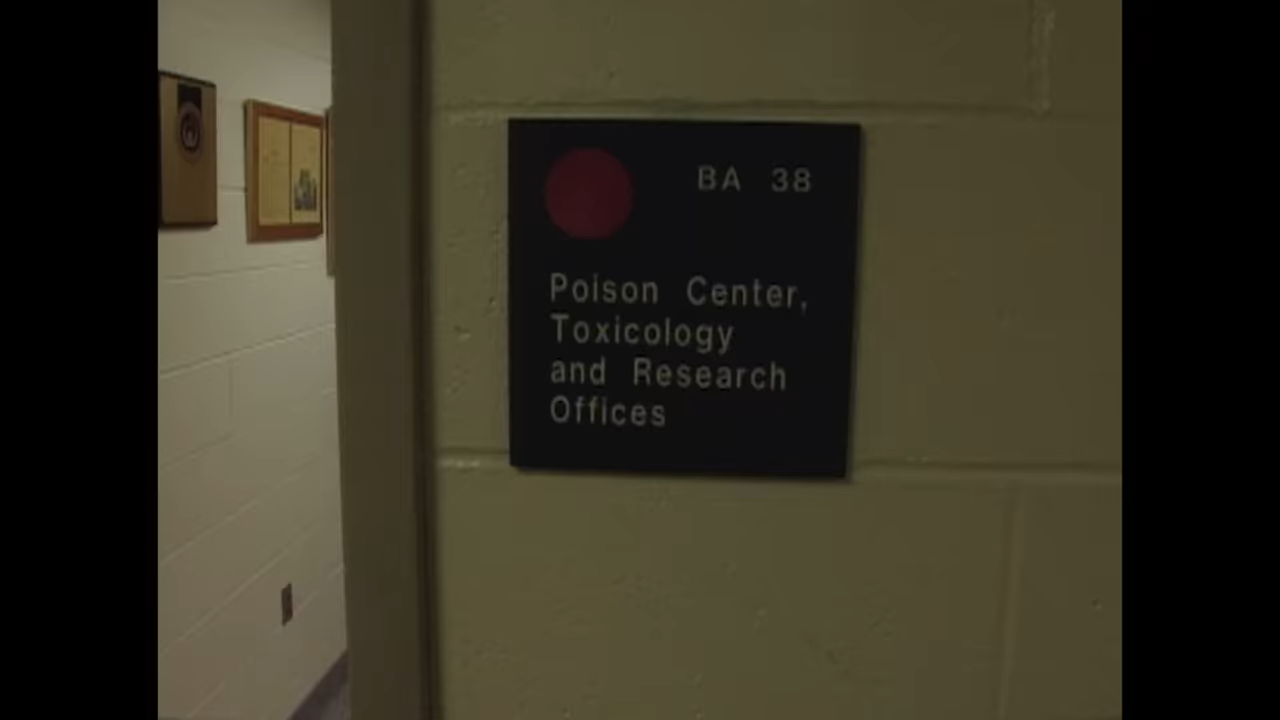 BA 38
Poison Center,
Toxicology
and Research
Offices